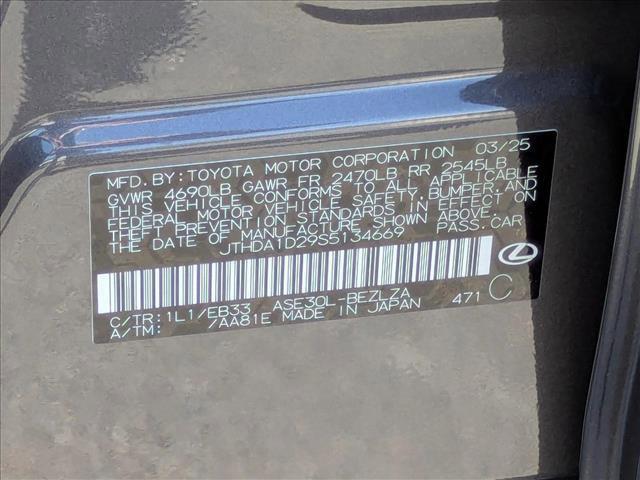 MFD. BY: TOYOTA MOTOR CORPORATION 03/25
GVWR 4690LB GAWR FR 2470LB RR 2545LB
THIS VEHICLE CONFORMS TO ALL APPLICABLE
FEDERAL MOTOR VEHICLE SAFETY, BUMPER, AND
THEFT PREVENTION STANDARDS IN EFFECT ON
THE DATE OF MANUFACTURE SHOWN ABOVE.
JTHDA1D29S5134669 PASS. CAR
C/TR: 1L1/EB33 ASE30L-BEZLZA 471 C
A/TM: -7AA81E MADE IN JAPAN